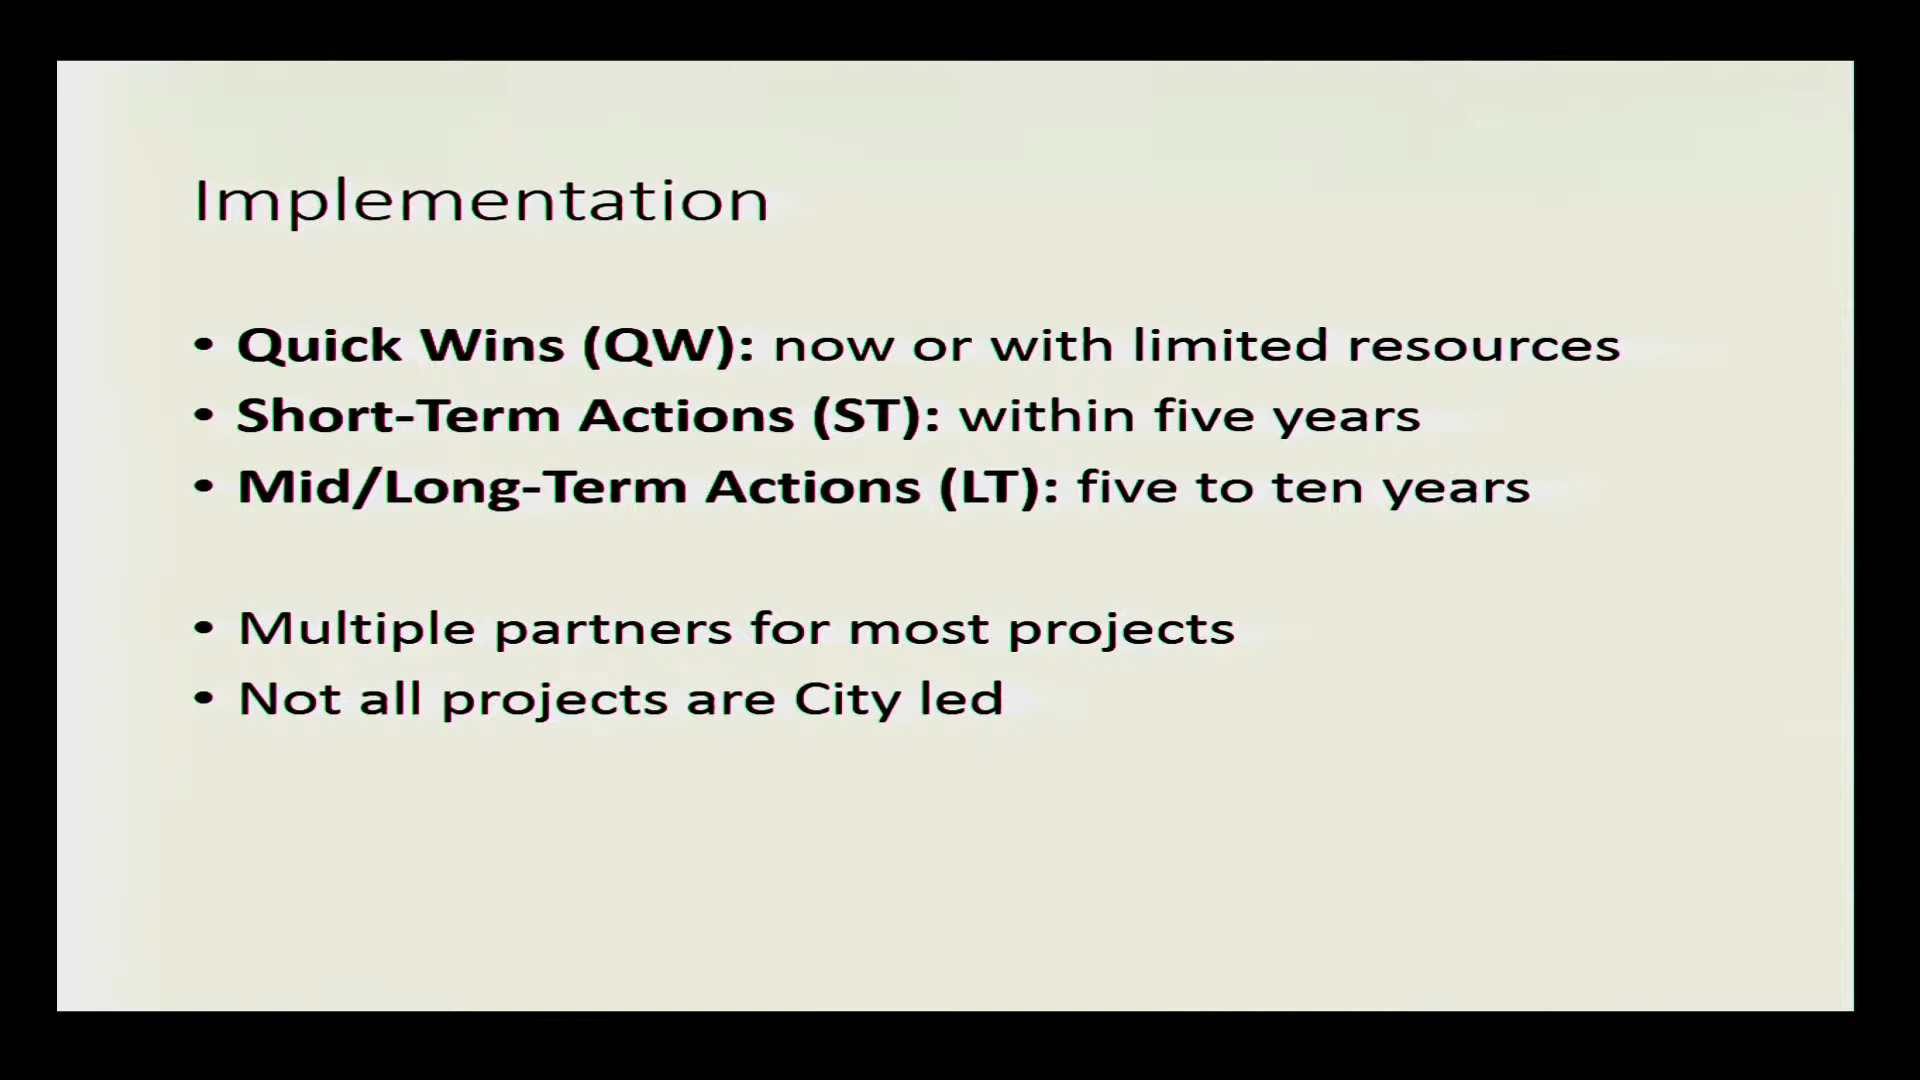 Implementation
• Quick Wins (QW): now or with limited resources
• Short-Term Actions (ST): within five years
• Mid/Long-Term Actions (LT): five to ten years
• Multiple partners for most projects
• Not all projects are City led